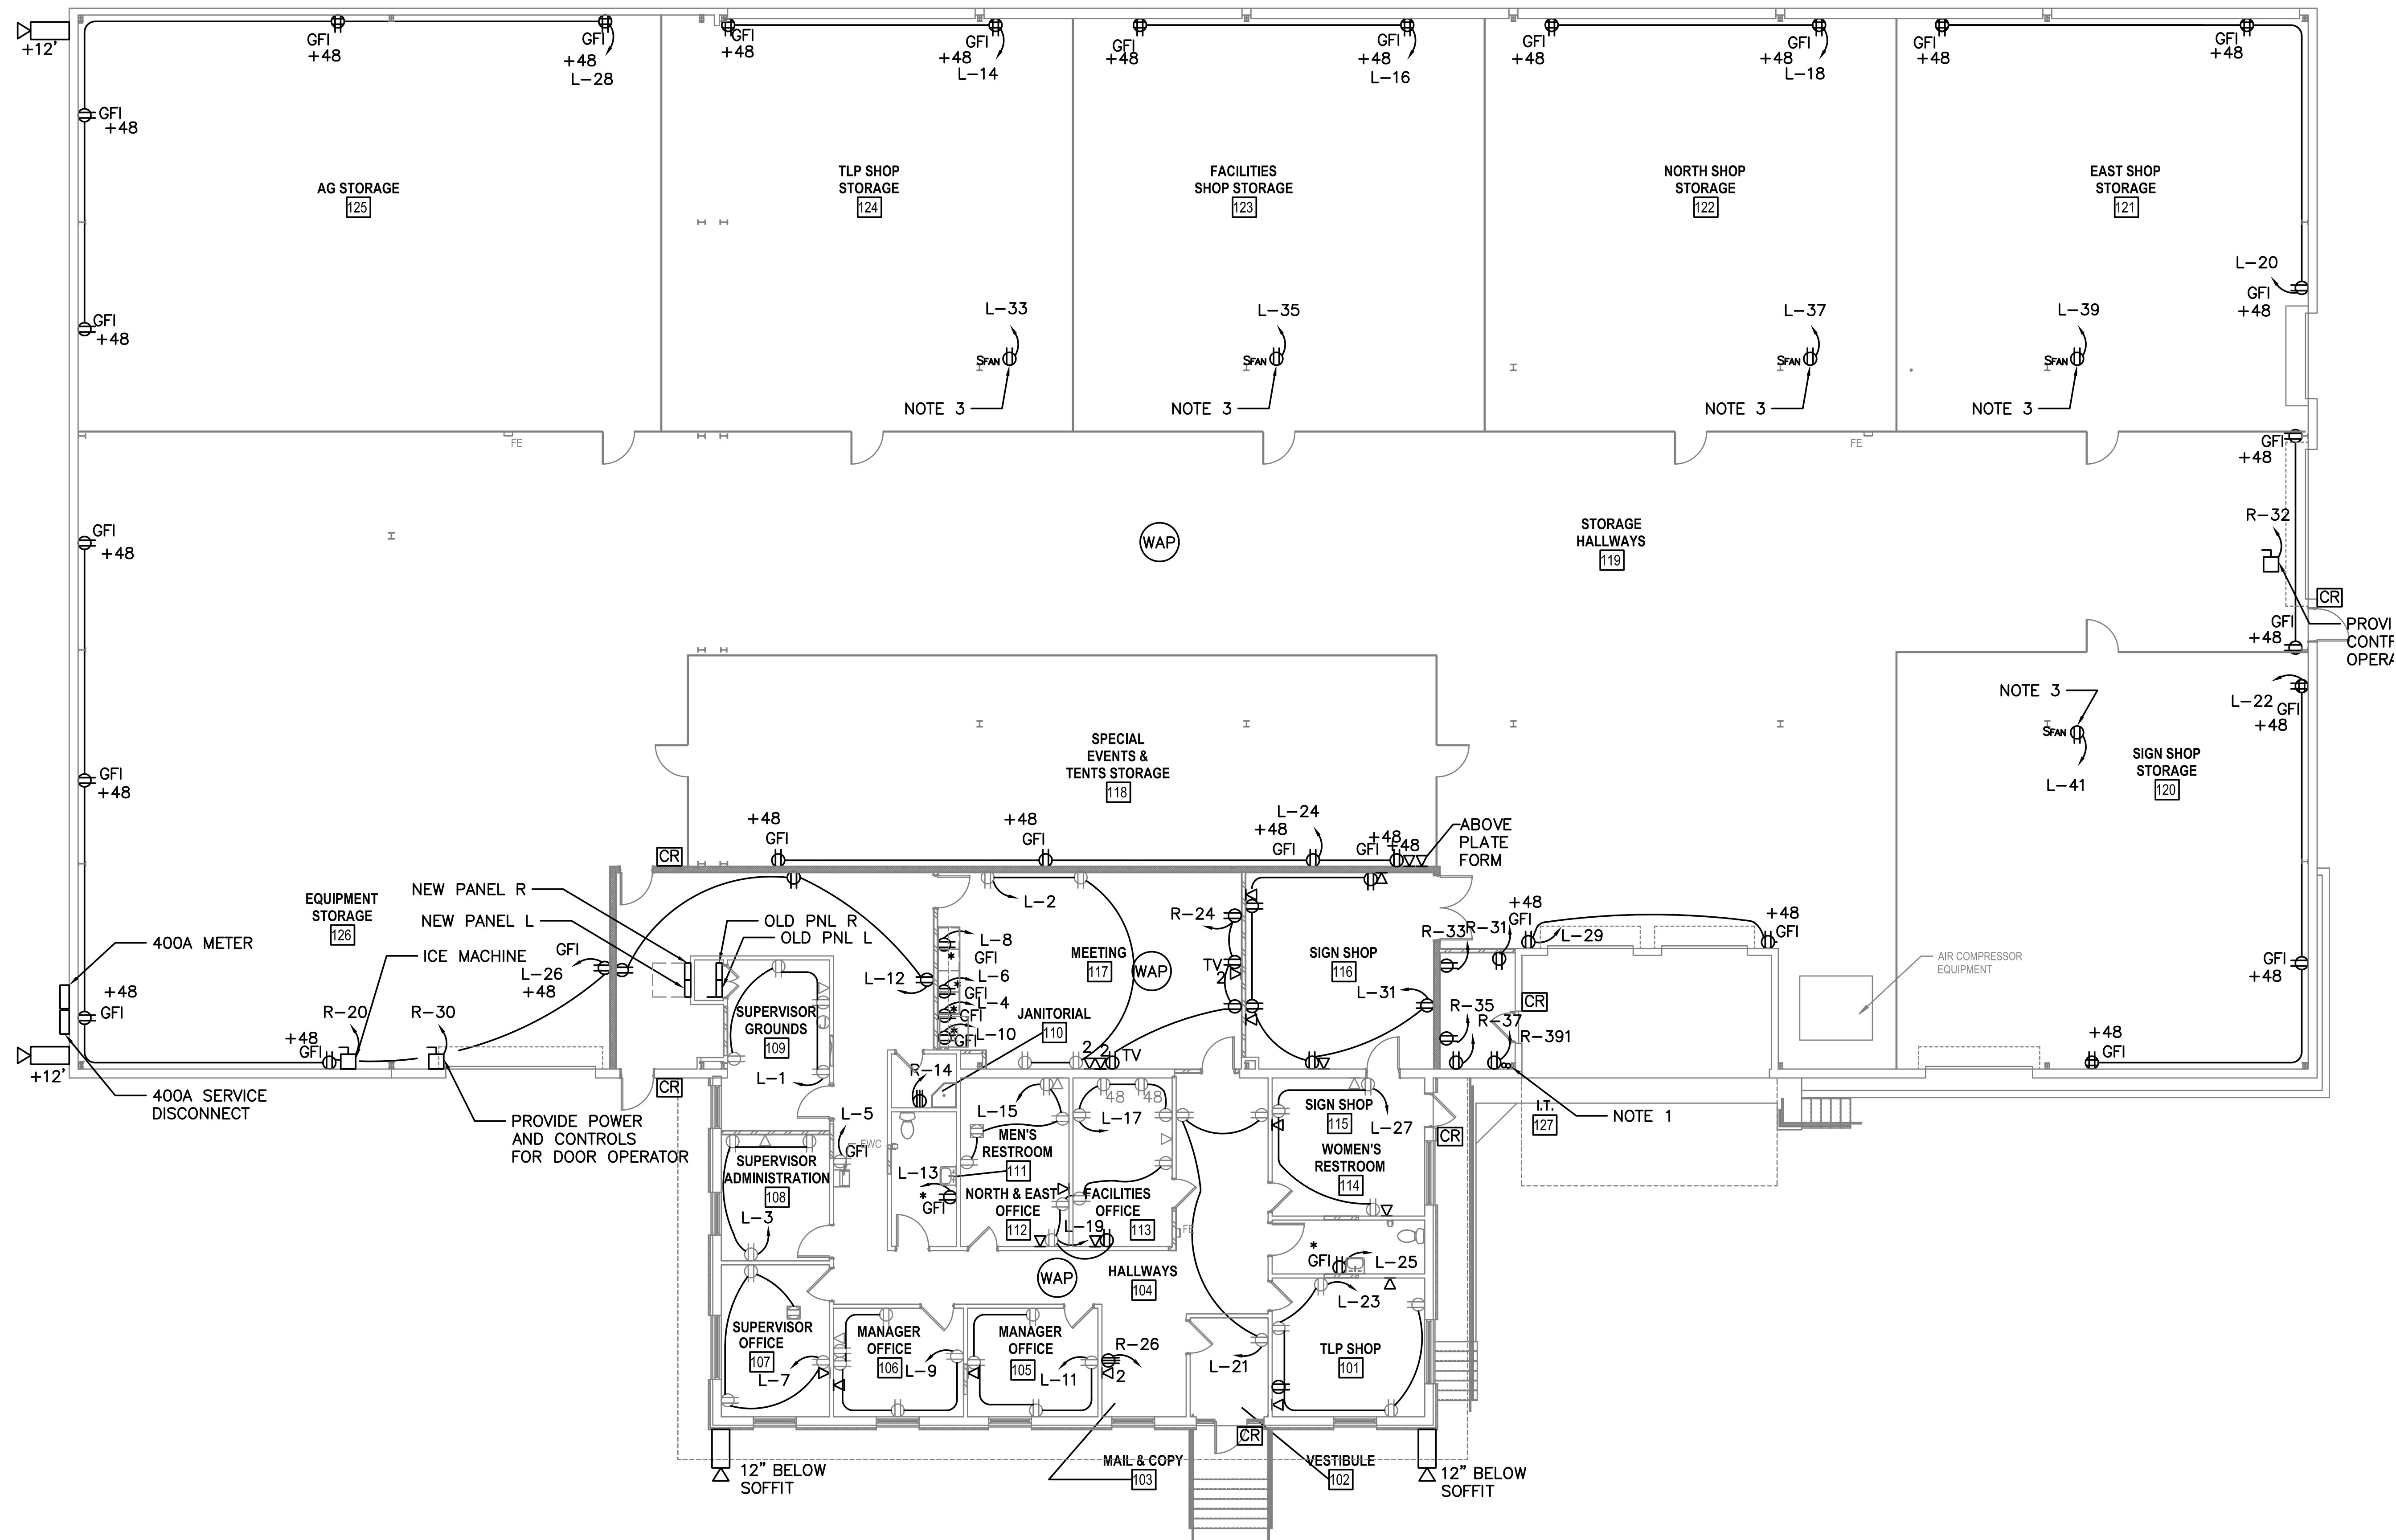 +12'
GFI
+48
GFI
+48
L-28
GFI
+48
GFI
+48
L-14
GFI
+48
GFI
+48
L-16
GFI
+48
GFI
+48
L-18
GFI
+48
GFI
+48
GFI
+48
AG STORAGE
125
TLP SHOP
STORAGE
124
FACILITIES
SHOP STORAGE
123
NORTH SHOP
STORAGE
122
EAST SHOP
STORAGE
121
L-20
GFI
+48
GFI
+48
L-33
SFAN
NOTE 3
L-35
SFAN
NOTE 3
L-37
SFAN
NOTE 3
L-39
SFAN
NOTE 3
FE
FE
GFI
+48
GFI
+48
WAP
STORAGE
HALLWAYS
119
R-32
CR
GFI
+48
PROVI
CONTR
OPERA
NOTE 3
SFAN
L-41
L-22
GFI
+48
SIGN SHOP
STORAGE
120
GFI
+48
SPECIAL
EVENTS &
TENTS STORAGE
118
+48
GFI
+48
GFI
L-24
+48
GFI
+48
GFI
+48
ABOVE
PLATE
FORM
CR
EQUIPMENT
STORAGE
126
NEW PANEL R
NEW PANEL L
OLD PNL R
OLD PNL L
400A METER
ICE MACHINE
GFI
L-26
+48
+48
GFI
R-20
+48
GFI
R-30
+12'
400A SERVICE
DISCONNECT
PROVIDE POWER
AND CONTROLS
FOR DOOR OPERATOR
CR
L-12
L-2
L-8
*
GFI
L-6
*
GFI
L-4
*
GFI
L-10
*
GFI
MEETING
117
WAP
R-24
TV
2
2
2
TV
SIGN SHOP
116
L-31
R-33
R-31
+48
GFI
L-29
+48
GFI
R-35
R-37
R-391
CR
NOTE 1
I.T.
127
AIR COMPRESSOR
EQUIPMENT
GFI
+48
+48
GFI
SUPERVISOR
GROUNDS
109
L-1
JANITORIAL
110
R-14
L-5
EWC
GFI
L-15
MEN'S
RESTROOM
111
L-13
*
GFI
48
48
L-17
SIGN SHOP
115
L-27
WOMEN'S
RESTROOM
114
CR
SUPERVISOR
ADMINISTRATION
108
L-3
NORTH & EAST
OFFICE
112
FACILITIES
OFFICE
113
L-19
FE
*
GFI
L-25
WAP
HALLWAYS
104
L-23
SUPERVISOR
OFFICE
107
L-7
MANAGER
OFFICE
106
L-9
MANAGER
OFFICE
105
L-11
R-26
2
L-21
TLP SHOP
101
CR
12" BELOW
SOFFIT
MAIL & COPY
103
VESTIBULE
102
12" BELOW
SOFFIT